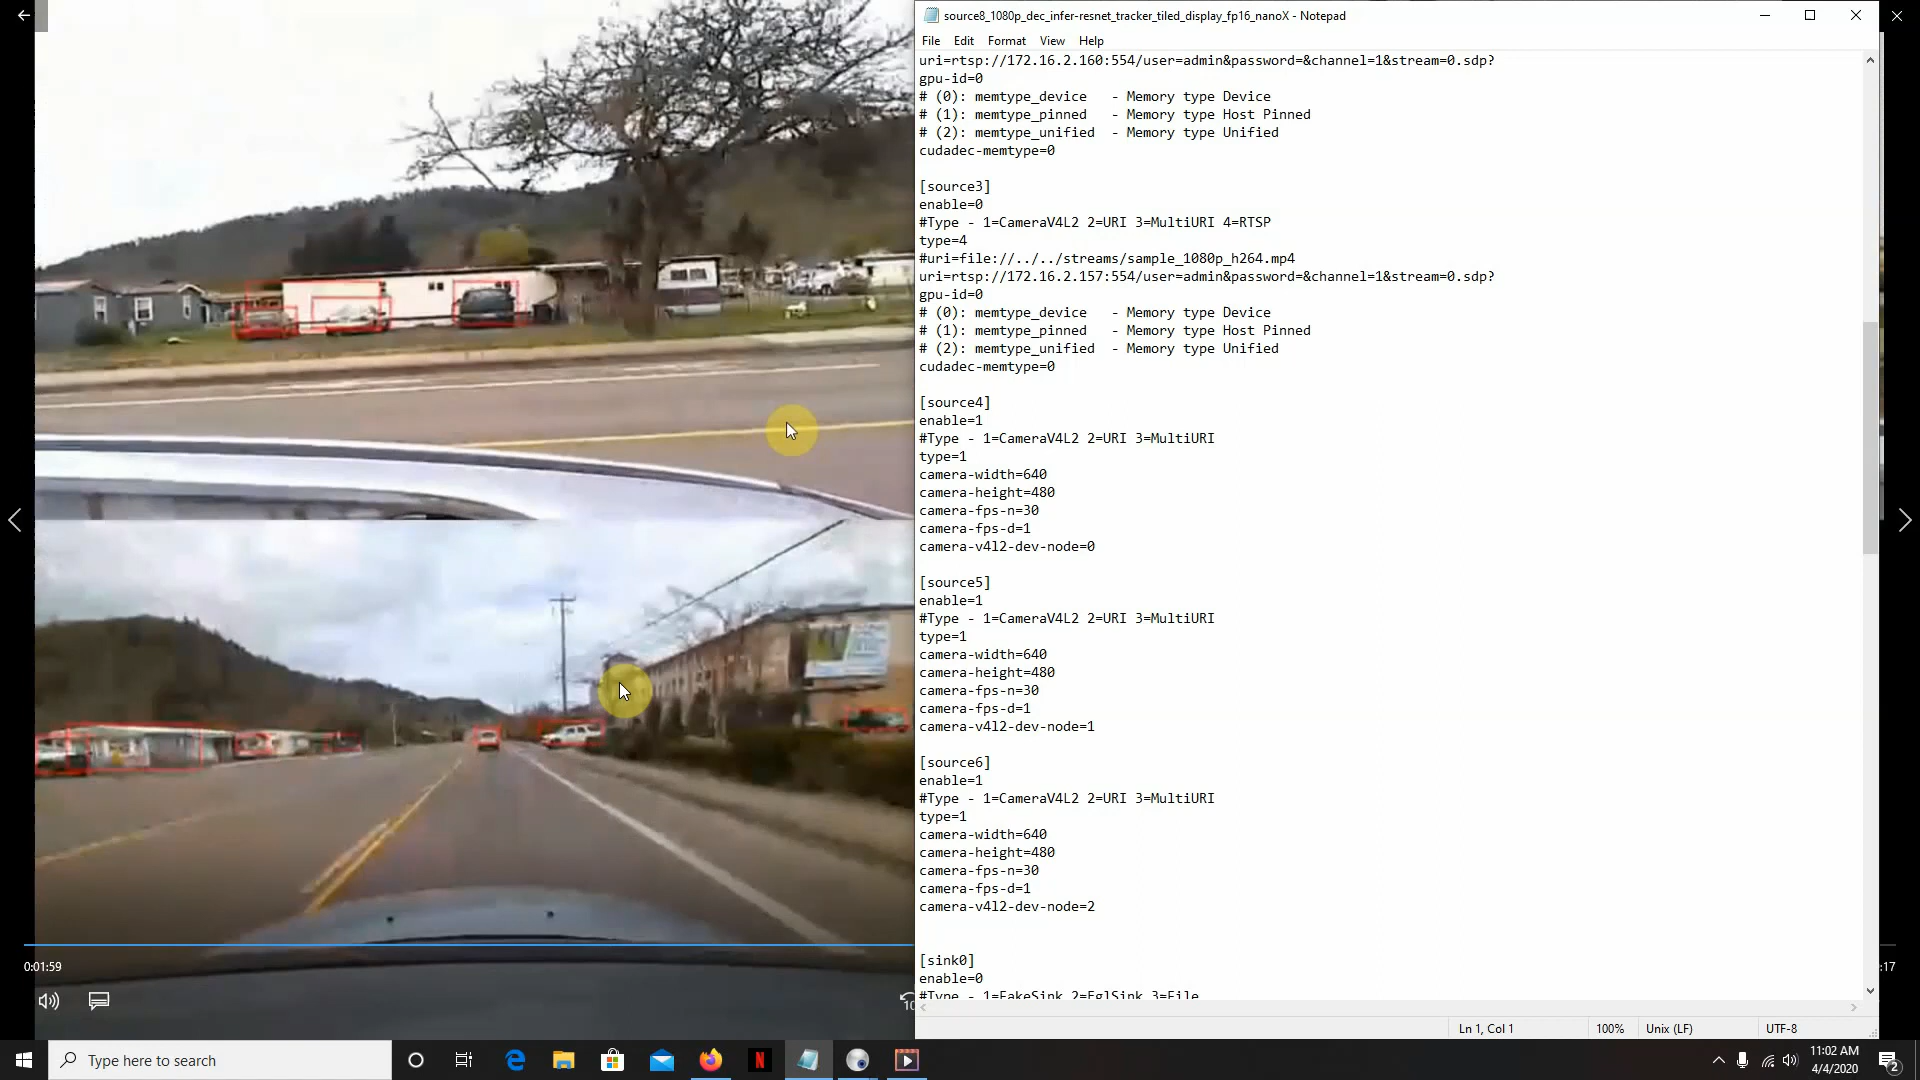 source8_1080p_dec_infer-resnet_tracker_tiled_display_fp16_nanoX - Notepad
File Edit Format View Help
uri=rtsp://172.16.2.160:554/user=admin&password=&channel=1&stream=0.sdp?
gpu-id=0
# (0): memtype_device   - Memory type Device
# (1): memtype_pinned   - Memory type Host Pinned
# (2): memtype_unified  - Memory type Unified
cudadec-memtype=0
[source3]
enable=0
#Type - 1=CameraV4L2 2=URI 3=MultiURI 4=RTSP
type=4
#uri=file://../../streams/sample_1080p_h264.mp4
uri=rtsp://172.16.2.157:554/user=admin&password=&channel=1&stream=0.sdp?
gpu-id=0
# (0): memtype_device   - Memory type Device
# (1): memtype_pinned   - Memory type Host Pinned
# (2): memtype_unified  - Memory type Unified
cudadec-memtype=0
[source4]
enable=1
#Type - 1=CameraV4L2 2=URI 3=MultiURI
type=1
camera-width=640
camera-height=480
camera-fps-n=30
camera-fps-d=1
camera-v4l2-dev-node=0
[source5]
enable=1
#Type - 1=CameraV4L2 2=URI 3=MultiURI
type=1
camera-width=640
camera-height=480
camera-fps-n=30
camera-fps-d=1
camera-v4l2-dev-node=1
[source6]
enable=1
#Type - 1=CameraV4L2 2=URI 3=MultiURI
type=1
camera-width=640
camera-height=480
camera-fps-n=30
camera-fps-d=1
camera-v4l2-dev-node=2
[sink0]
enable=0
#Type - 1=FakeSink 2=EglSink 3=File
0:01:59
:17
10
Ln 1, Col 1
100%
Unix (LF)
UTF-8
Type here to search
11:02 AM
4/4/2020
2